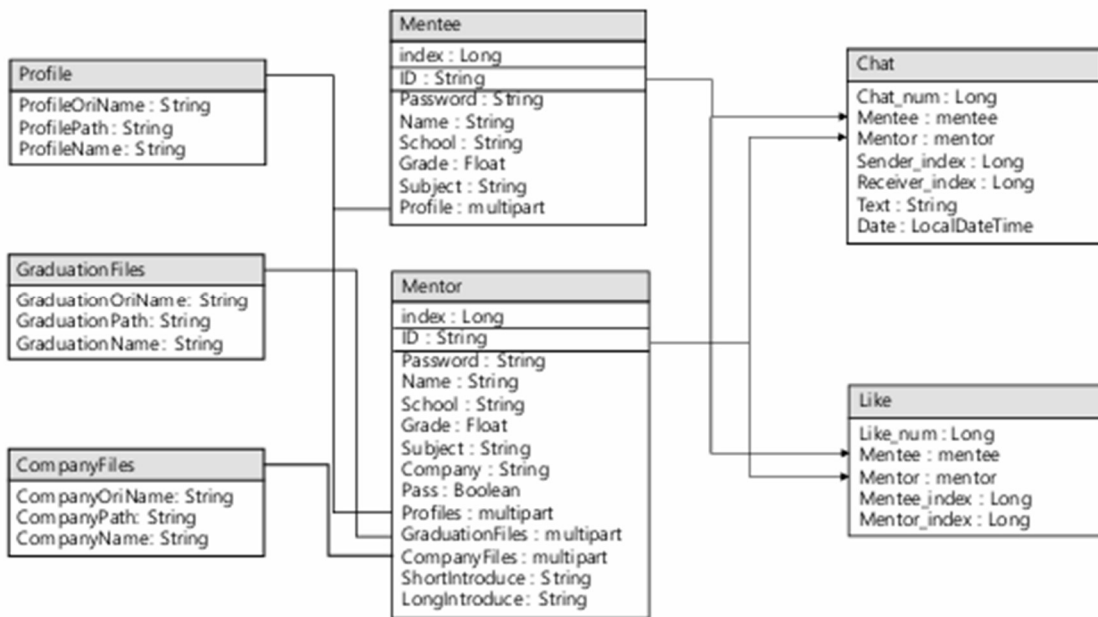 Profile
ProfileOriName : String
ProfilePath : String
ProfileName : String
GraduationFiles
GraduationOriName: String
GraduationPath: String
GraduationName : String
CompanyFiles
CompanyOriName: String
CompanyPath: String
CompanyName: String
Mentee
index : Long
ID : String
Password : String
Name : String
School : String
Grade : Float
Subject : String
Profile : multipart
Mentor
index : Long
ID : String
Password : String
Name : String
School : String
Grade : Float
Subject : String
Company : String
Pass : Boolean
Profiles : multipart
GraduationFiles : multipart
CompanyFiles : multipart
ShortIntroduce : String
LongIntroduce : String
Chat
Chat_num : Long
Mentee : mentee
Mentor : mentor
Sender_index : Long
Receiver_index : Long
Text : String
Date : LocalDateTime
Like
Like_num : Long
Mentee : mentee
Mentor : mentor
Mentee_index : Long
Mentor_index : Long